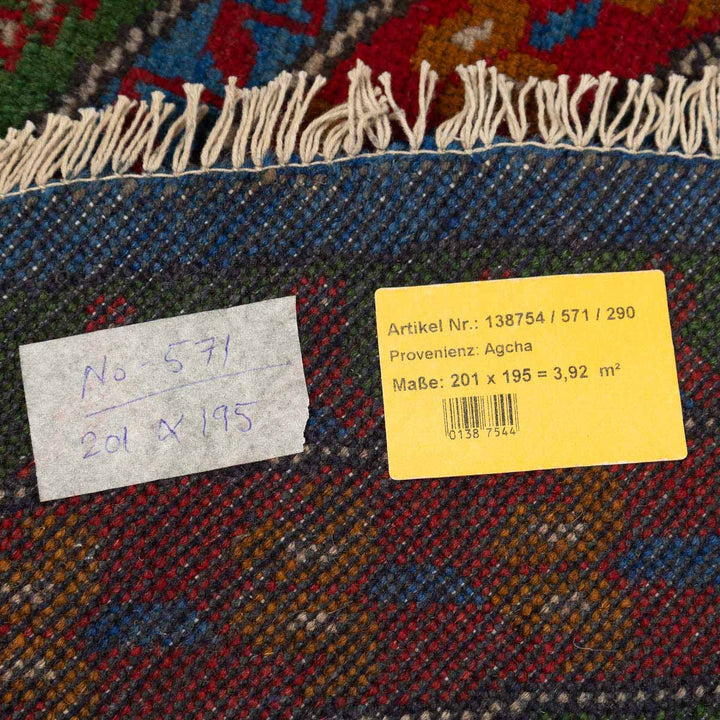 No - 571
201 x 195
Artikel Nr.: 138754 / 571 / 290
Provenienz: Agcha
Maße: 201 x 195 = 3,92 m²
0138 7544